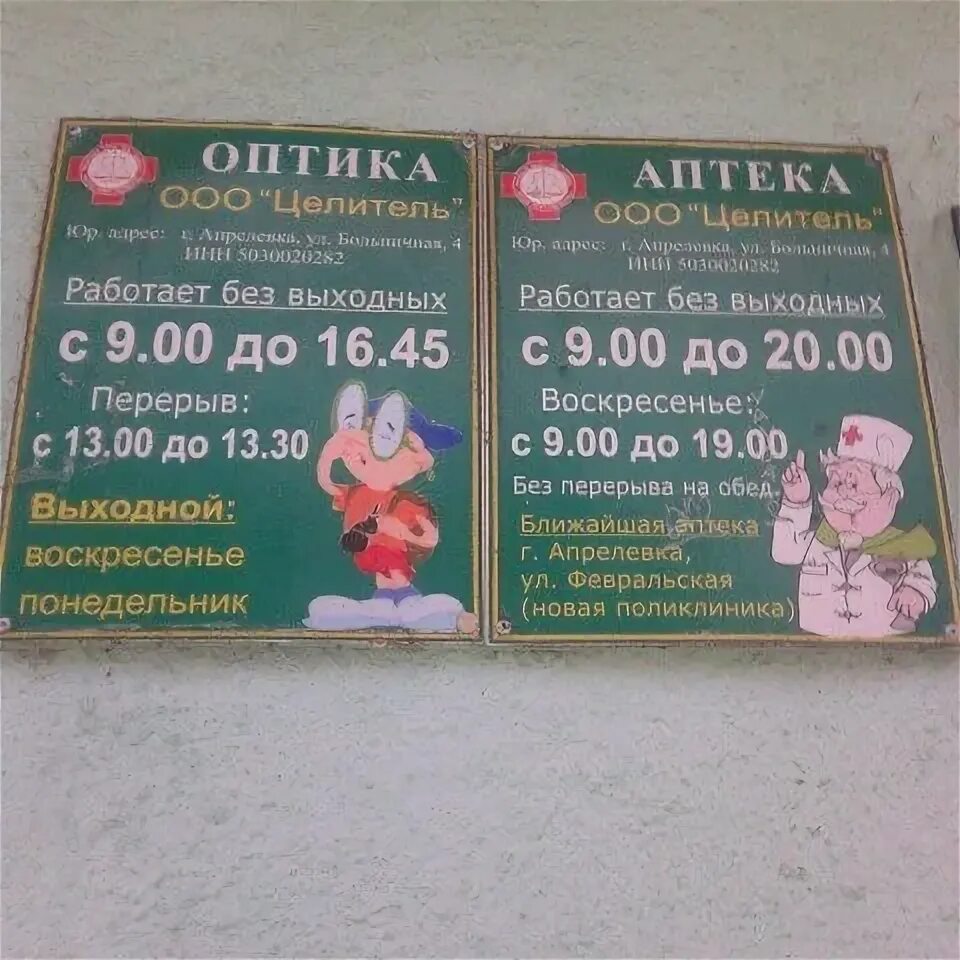 ОПТИКА
ООО "Целитель"
Юр. адрес: г. Апрелевка, ул. Больничная, 4
ИНН 5030020282
Работает без выходных
с 9.00 до 16.45
Перерыв:
с 13.00 до 13.30
Выходной:
воскресенье
понедельник
АПТЕКА
ООО "Целитель"
Юр. адрес: г. Апрелевка, ул. Больничная, 4
ИНН 5030020282
Работает без выходных
с 9.00 до 20.00
Воскресенье:
с 9.00 до 19.00
Без перерыва на обед.
Ближайшая аптека
г. Апрелевка,
ул. Февральская
(новая поликлиника)